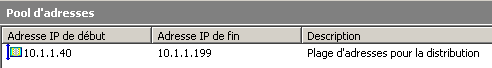 Pool d'adresses
Adresse IP de début Adresse IP de fin Description
10.1.1.40 10.1.1.199 Plage d'adresses pour la distribution